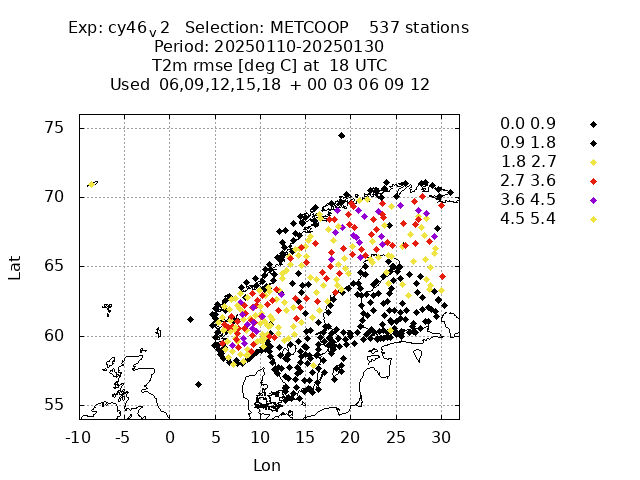 Exp: cy46v2 Selection: METCOOP 537 stations
Period: 20250110-20250130
T2m rmse [deg C] at 18 UTC
Used 06,09,12,15,18 + 00 03 06 09 12
0.0 0.9
0.9 1.8
1.8 2.7
2.7 3.6
3.6 4.5
4.5 5.4
75
70
65
60
55
Lat
-10 -5 0 5 10 15 20 25 30
Lon